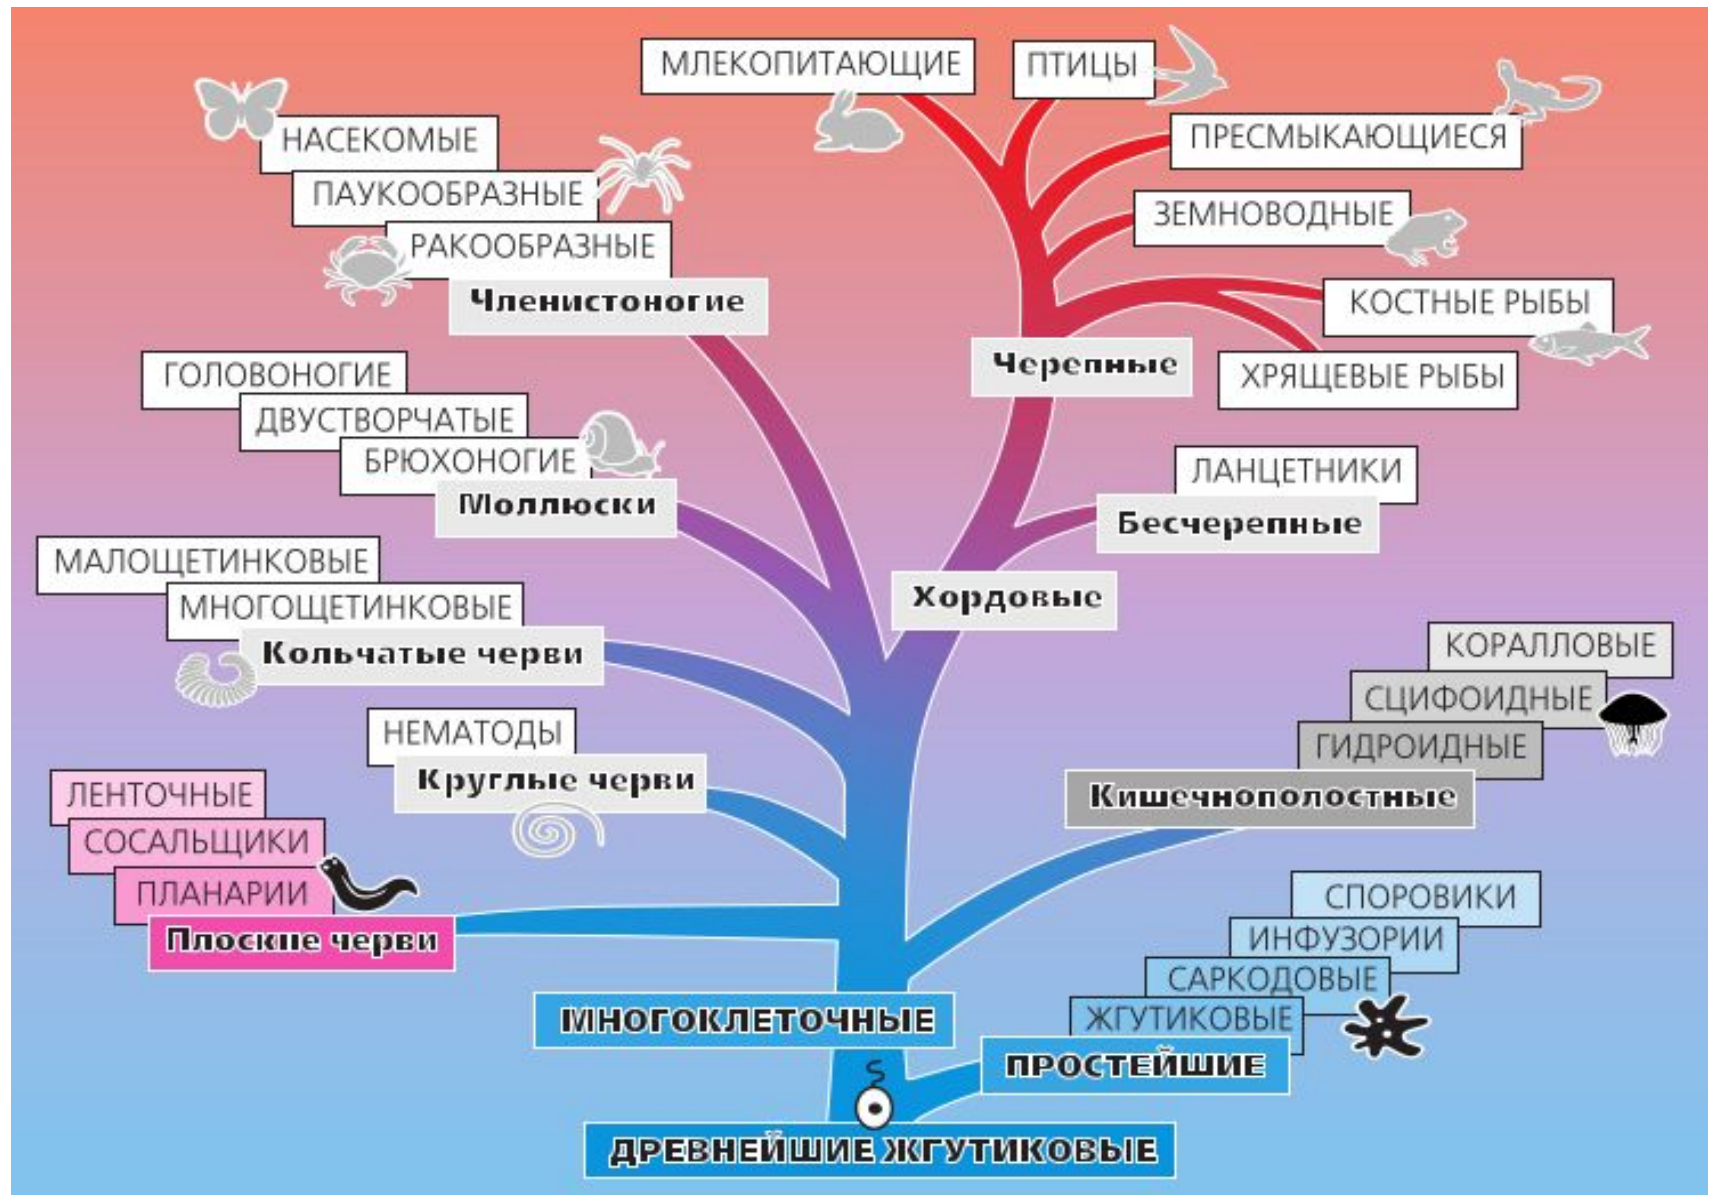 МЛЕКОПИТАЮЩИЕ
ПТИЦЫ
НАСЕКОМЫЕ
ПРЕСМЫКАЮЩИЕСЯ
ПАУКООБРАЗНЫЕ
ЗЕМНОВОДНЫЕ
РАКООБРАЗНЫЕ
Членистоногие
КОСТНЫЕ РЫБЫ
Черепные
ХРЯЩЕВЫЕ РЫБЫ
ГОЛОВОНОГИЕ
ДВУСТВОРЧАТЫЕ
БРЮХОНОГИЕ
Моллюски
ЛАНЦЕТНИКИ
Бесчерепные
МАЛОЩЕТИНКОВЫЕ
МНОГОЩЕТИНКОВЫЕ
Кольчатые черви
Хордовые
КОРАЛЛОВЫЕ
СЦИФОИДНЫЕ
ГИДРОИДНЫЕ
Кишечнополостные
НЕМАТОДЫ
Круглые черви
ЛЕНТОЧНЫЕ
СОСАЛЬЩИКИ
ПЛАНАРИИ
Плоские черви
СПОРОВИКИ
ИНФУЗОРИИ
САРКОДОВЫЕ
ЖГУТИКОВЫЕ
ПРОСТЕЙШИЕ
МНОГОКЛЕТОЧНЫЕ
ДРЕВНЕЙШИЕ ЖГУТИКОВЫЕ